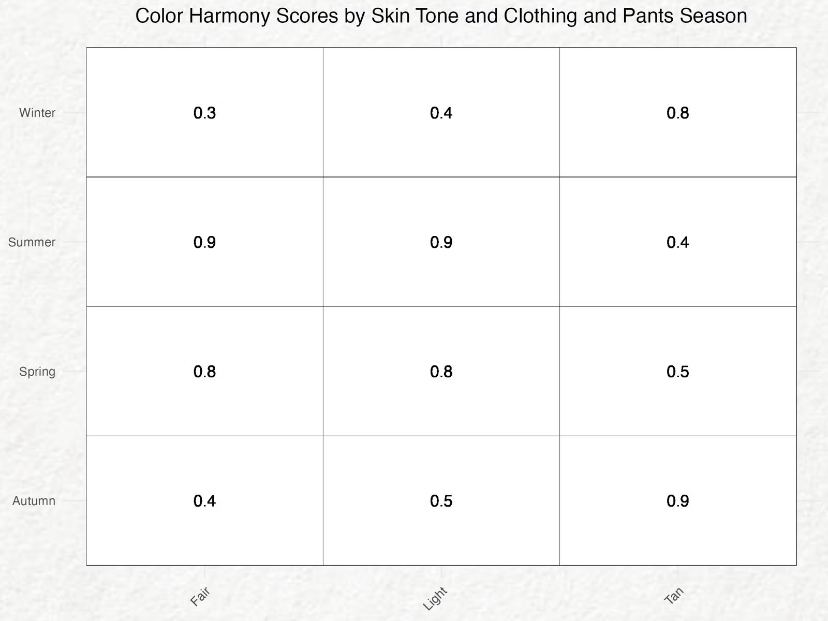 Color Harmony Scores by Skin Tone and Clothing and Pants Season
Winter 0.3 0.4 0.8
Summer 0.9 0.9 0.4
Spring 0.8 0.8 0.5
Autumn 0.4 0.5 0.9
Fair Light Tan